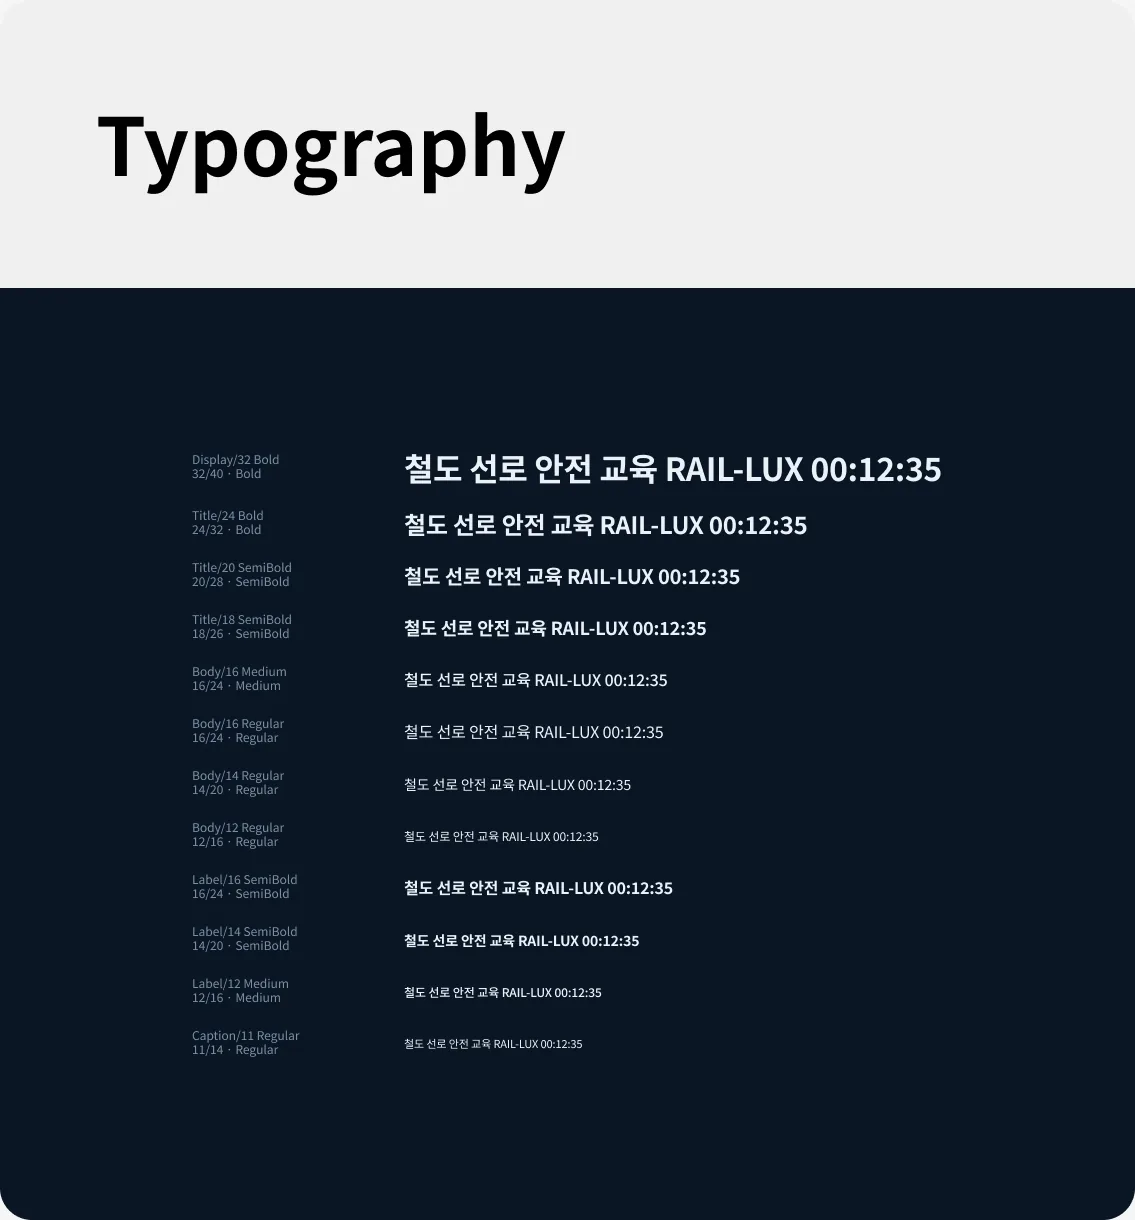 Typography
Display/32 Bold
32/40 · Bold
철도 선로 안전 교육 RAIL-LUX 00:12:35
Title/24 Bold
24/32 · Bold
철도 선로 안전 교육 RAIL-LUX 00:12:35
Title/20 SemiBold
20/28 · SemiBold
철도 선로 안전 교육 RAIL-LUX 00:12:35
Title/18 SemiBold
18/26 · SemiBold
철도 선로 안전 교육 RAIL-LUX 00:12:35
Body/16 Medium
16/24 · Medium
철도 선로 안전 교육 RAIL-LUX 00:12:35
Body/16 Regular
16/24 · Regular
철도 선로 안전 교육 RAIL-LUX 00:12:35
Body/14 Regular
14/20 · Regular
철도 선로 안전 교육 RAIL-LUX 00:12:35
Body/12 Regular
12/16 · Regular
철도 선로 안전 교육 RAIL-LUX 00:12:35
Label/16 SemiBold
16/24 · SemiBold
철도 선로 안전 교육 RAIL-LUX 00:12:35
Label/14 SemiBold
14/20 · SemiBold
철도 선로 안전 교육 RAIL-LUX 00:12:35
Label/12 Medium
12/16 · Medium
철도 선로 안전 교육 RAIL-LUX 00:12:35
Caption/11 Regular
11/14 · Regular
철도 선로 안전 교육 RAIL-LUX 00:12:35